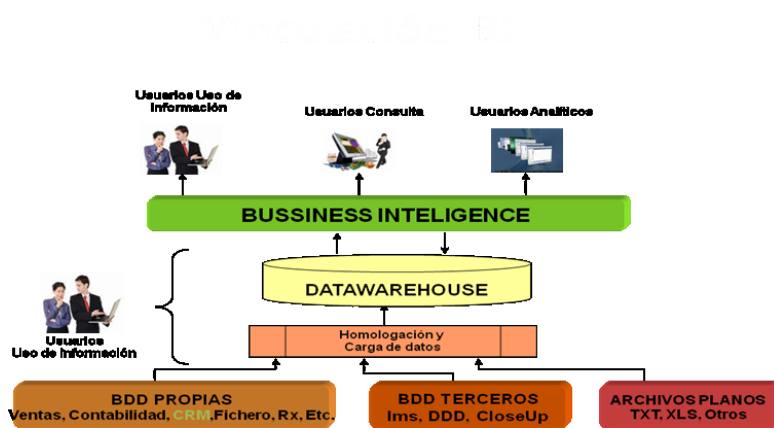 Usuarios Uso de
Información
Usuarios Consulta
Usuarios Analíticos
BUSSINESS INTELIGENCE
DATAWAREHOUSE
Usuarios
Uso de Información
Homologación y
Carga de datos
BDD PROPIAS
Ventas, Contabilidad, CRM,Fichero, Rx, Etc.
BDD TERCEROS
Ims, DDD, CloseUp
ARCHIVOS PLANOS
TXT, XLS, Otros